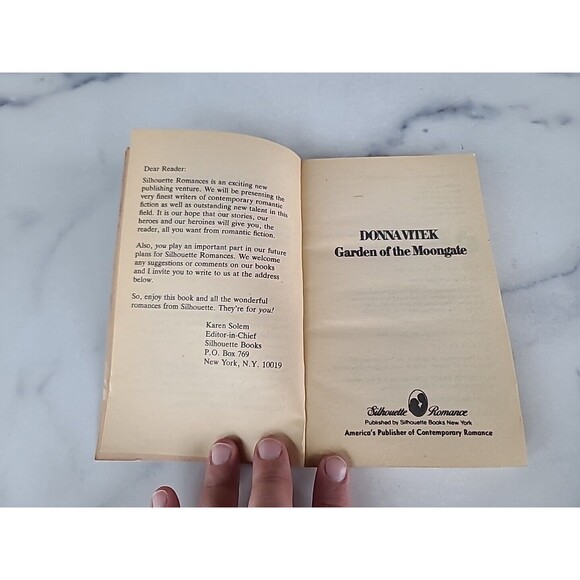 Dear Reader:
Silhouette Romances is an exciting new
publishing venture. We will be presenting the
very finest writers of contemporary romantic
fiction as well as outstanding new talent in this
field. It is our hope that our stories, our
heroes and our heroines will give you, the
reader, all you want from romantic fiction.
Also, you play an important part in our future
plans for Silhouette Romances. We welcome
any suggestions or comments on our books
and I invite you to write to us at the address
below.
So, enjoy this book and all the wonderful
romances from Silhouette. They're for you!
Karen Solem
Editor-in-Chief
Silhouette Books
P.O. Box 769
New York, N.Y. 10019
DONNA VITEK
Garden of the Moongate
Silhouette Romance
Published by Silhouette Books New York
America's Publisher of Contemporary Romance